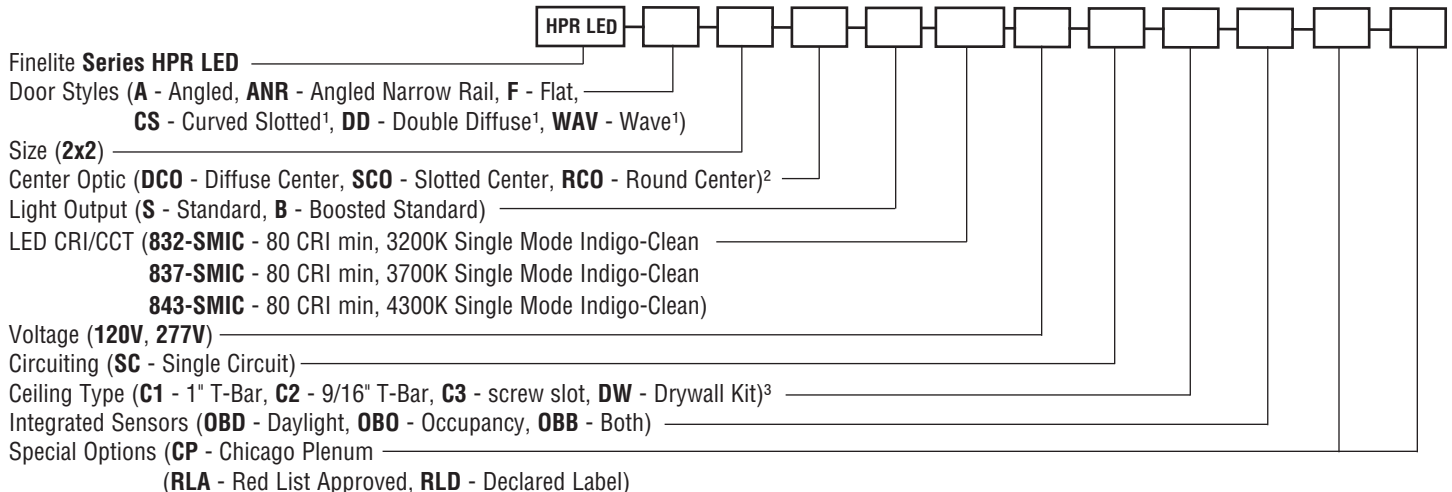 HPR LED
Finelite Series HPR LED
Door Styles (A - Angled, ANR - Angled Narrow Rail, F - Flat,
CS - Curved Slotted¹, DD - Double Diffuse¹, WAV - Wave¹)
Size (2x2)
Center Optic (DCO - Diffuse Center, SCO - Slotted Center, RCO - Round Center)²
Light Output (S - Standard, B - Boosted Standard)
LED CRI/CCT (832-SMIC - 80 CRI min, 3200K Single Mode Indigo-Clean
837-SMIC - 80 CRI min, 3700K Single Mode Indigo-Clean
843-SMIC - 80 CRI min, 4300K Single Mode Indigo-Clean)
Voltage (120V, 277V)
Circuiting (SC - Single Circuit)
Ceiling Type (C1 - 1" T-Bar, C2 - 9/16" T-Bar, C3 - screw slot, DW - Drywall Kit)³
Integrated Sensors (OBD - Daylight, OBO - Occupancy, OBB - Both)
Special Options (CP - Chicago Plenum
(RLA - Red List Approved, RLD - Declared Label)